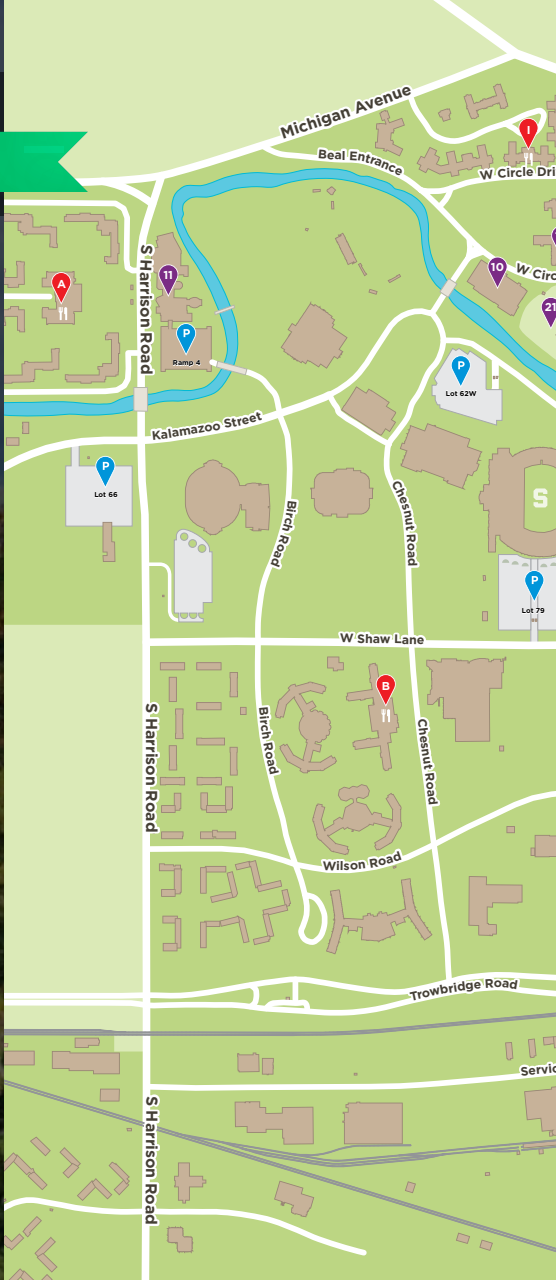 Michigan Avenue
I
Beal Entrance
W Circle Dri
S Harrison Road
A
11
10
W Circ
21
P
Ramp 4
P
Lot 62W
Kalamazoo Street
P
Lot 66
Birch Road
Chesnut Road
S
P
Lot 79
W Shaw Lane
B
S Harrison Road
Birch Road
Chesnut Road
Wilson Road
Trowbridge Road
Servic
S Harrison Road